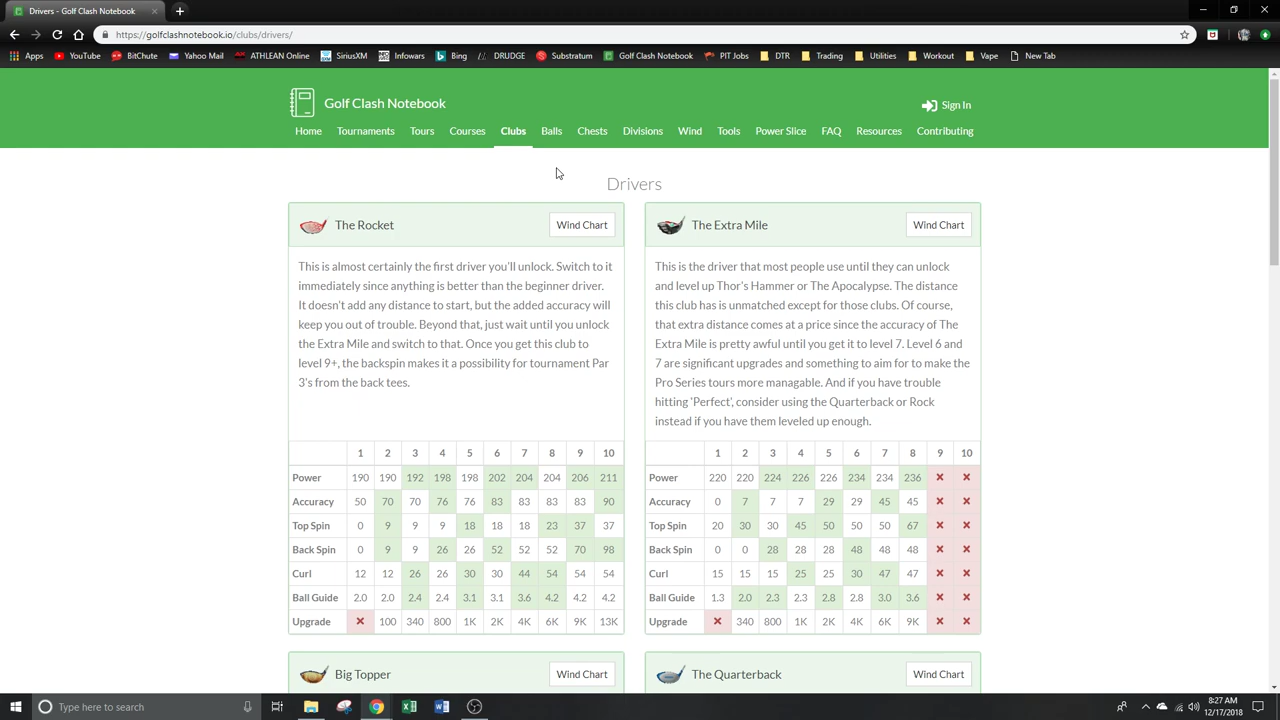 Drivers - Golf Clash Notebook
https://golfclashnotebook.io/clubs/drivers/
Apps YouTube BitChute Yahoo Mail ATHLEAN Online SiriusXM Infowars Bing DRUDGE Substratum Golf Clash Notebook PIT Jobs DTR Trading Utilities Workout Vape New Tab
Golf Clash Notebook
Sign In
Home Tournaments Tours Courses Clubs Balls Chests Divisions Wind Tools Power Slice FAQ Resources Contributing
Drivers
The Rocket Wind Chart
This is almost certainly the first driver you'll unlock. Switch to it
immediately since anything is better than the beginner driver.
It doesn't add any distance to start, but the added accuracy will
keep you out of trouble. Beyond that, just wait until you unlock
the Extra Mile and switch to that. Once you get this club to
level 9+, the backspin makes it a possibility for tournament Par
3's from the back tees.
1 2 3 4 5 6 7 8 9 10
Power 190 190 192 198 198 202 204 204 206 211
Accuracy 50 70 70 76 76 83 83 83 83 90
Top Spin 0 9 9 9 18 18 18 23 37 37
Back Spin 0 9 9 26 26 52 52 52 70 98
Curl 12 12 26 26 30 30 44 54 54 54
Ball Guide 2.0 2.0 2.4 2.4 3.1 3.1 3.6 4.2 4.2 4.2
Upgrade × 100 340 800 1K 2K 4K 6K 9K 13K
The Extra Mile Wind Chart
This is the driver that most people use until they can unlock
and level up Thor's Hammer or The Apocalypse. The distance
this club has is unmatched except for those clubs. Of course,
that extra distance comes at a price since the accuracy of The
Extra Mile is pretty awful until you get it to level 7. Level 6 and
7 are significant upgrades and something to aim for to make the
Pro Series tours more managable. And if you have trouble
hitting 'Perfect', consider using the Quarterback or Rock
instead if you have them leveled up enough.
1 2 3 4 5 6 7 8 9 10
Power 220 220 224 226 226 234 234 236 × ×
Accuracy 0 7 7 7 29 29 45 45 × ×
Top Spin 20 30 30 45 50 50 50 67 × ×
Back Spin 0 0 28 28 28 48 48 48 × ×
Curl 15 15 15 25 25 30 47 47 × ×
Ball Guide 1.3 2.0 2.3 2.3 2.8 2.8 3.0 3.6 × ×
Upgrade × 340 800 1K 2K 4K 6K 9K × ×
Big Topper Wind Chart
The Quarterback Wind Chart
Type here to search
8:27 AM
12/17/2018